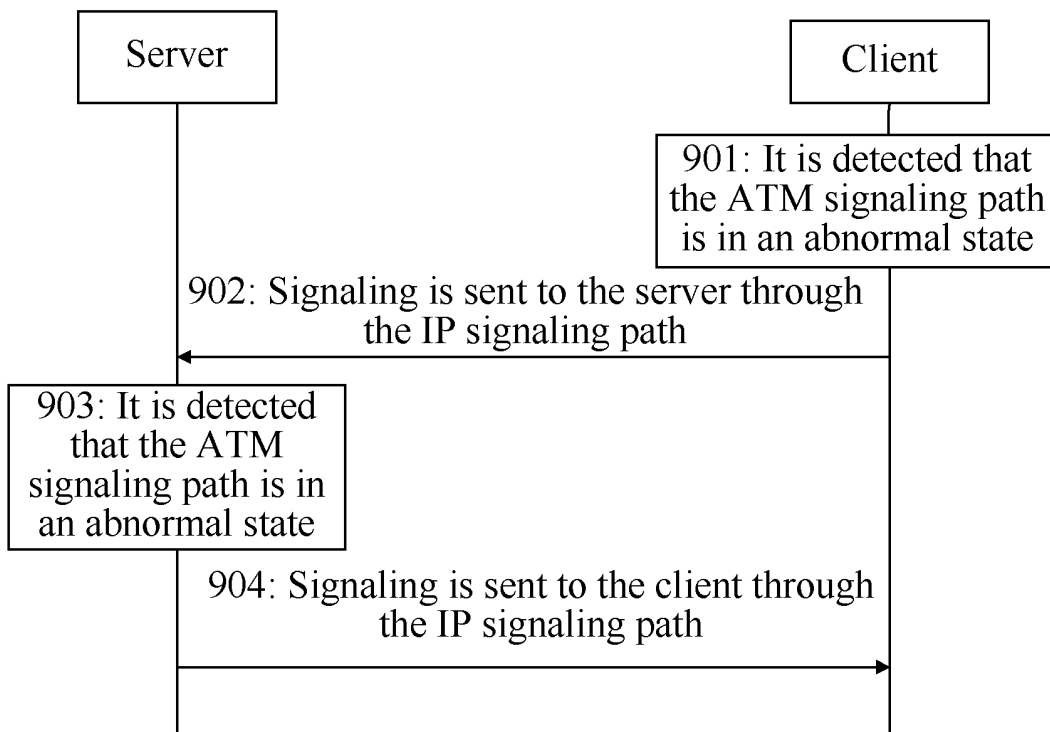 Server
Client
901: It is detected that
the ATM signaling path
is in an abnormal state
902: Signaling is sent to the server through
the IP signaling path
903: It is detected
that the ATM
signaling path is in
an abnormal state
904: Signaling is sent to the client through
the IP signaling path